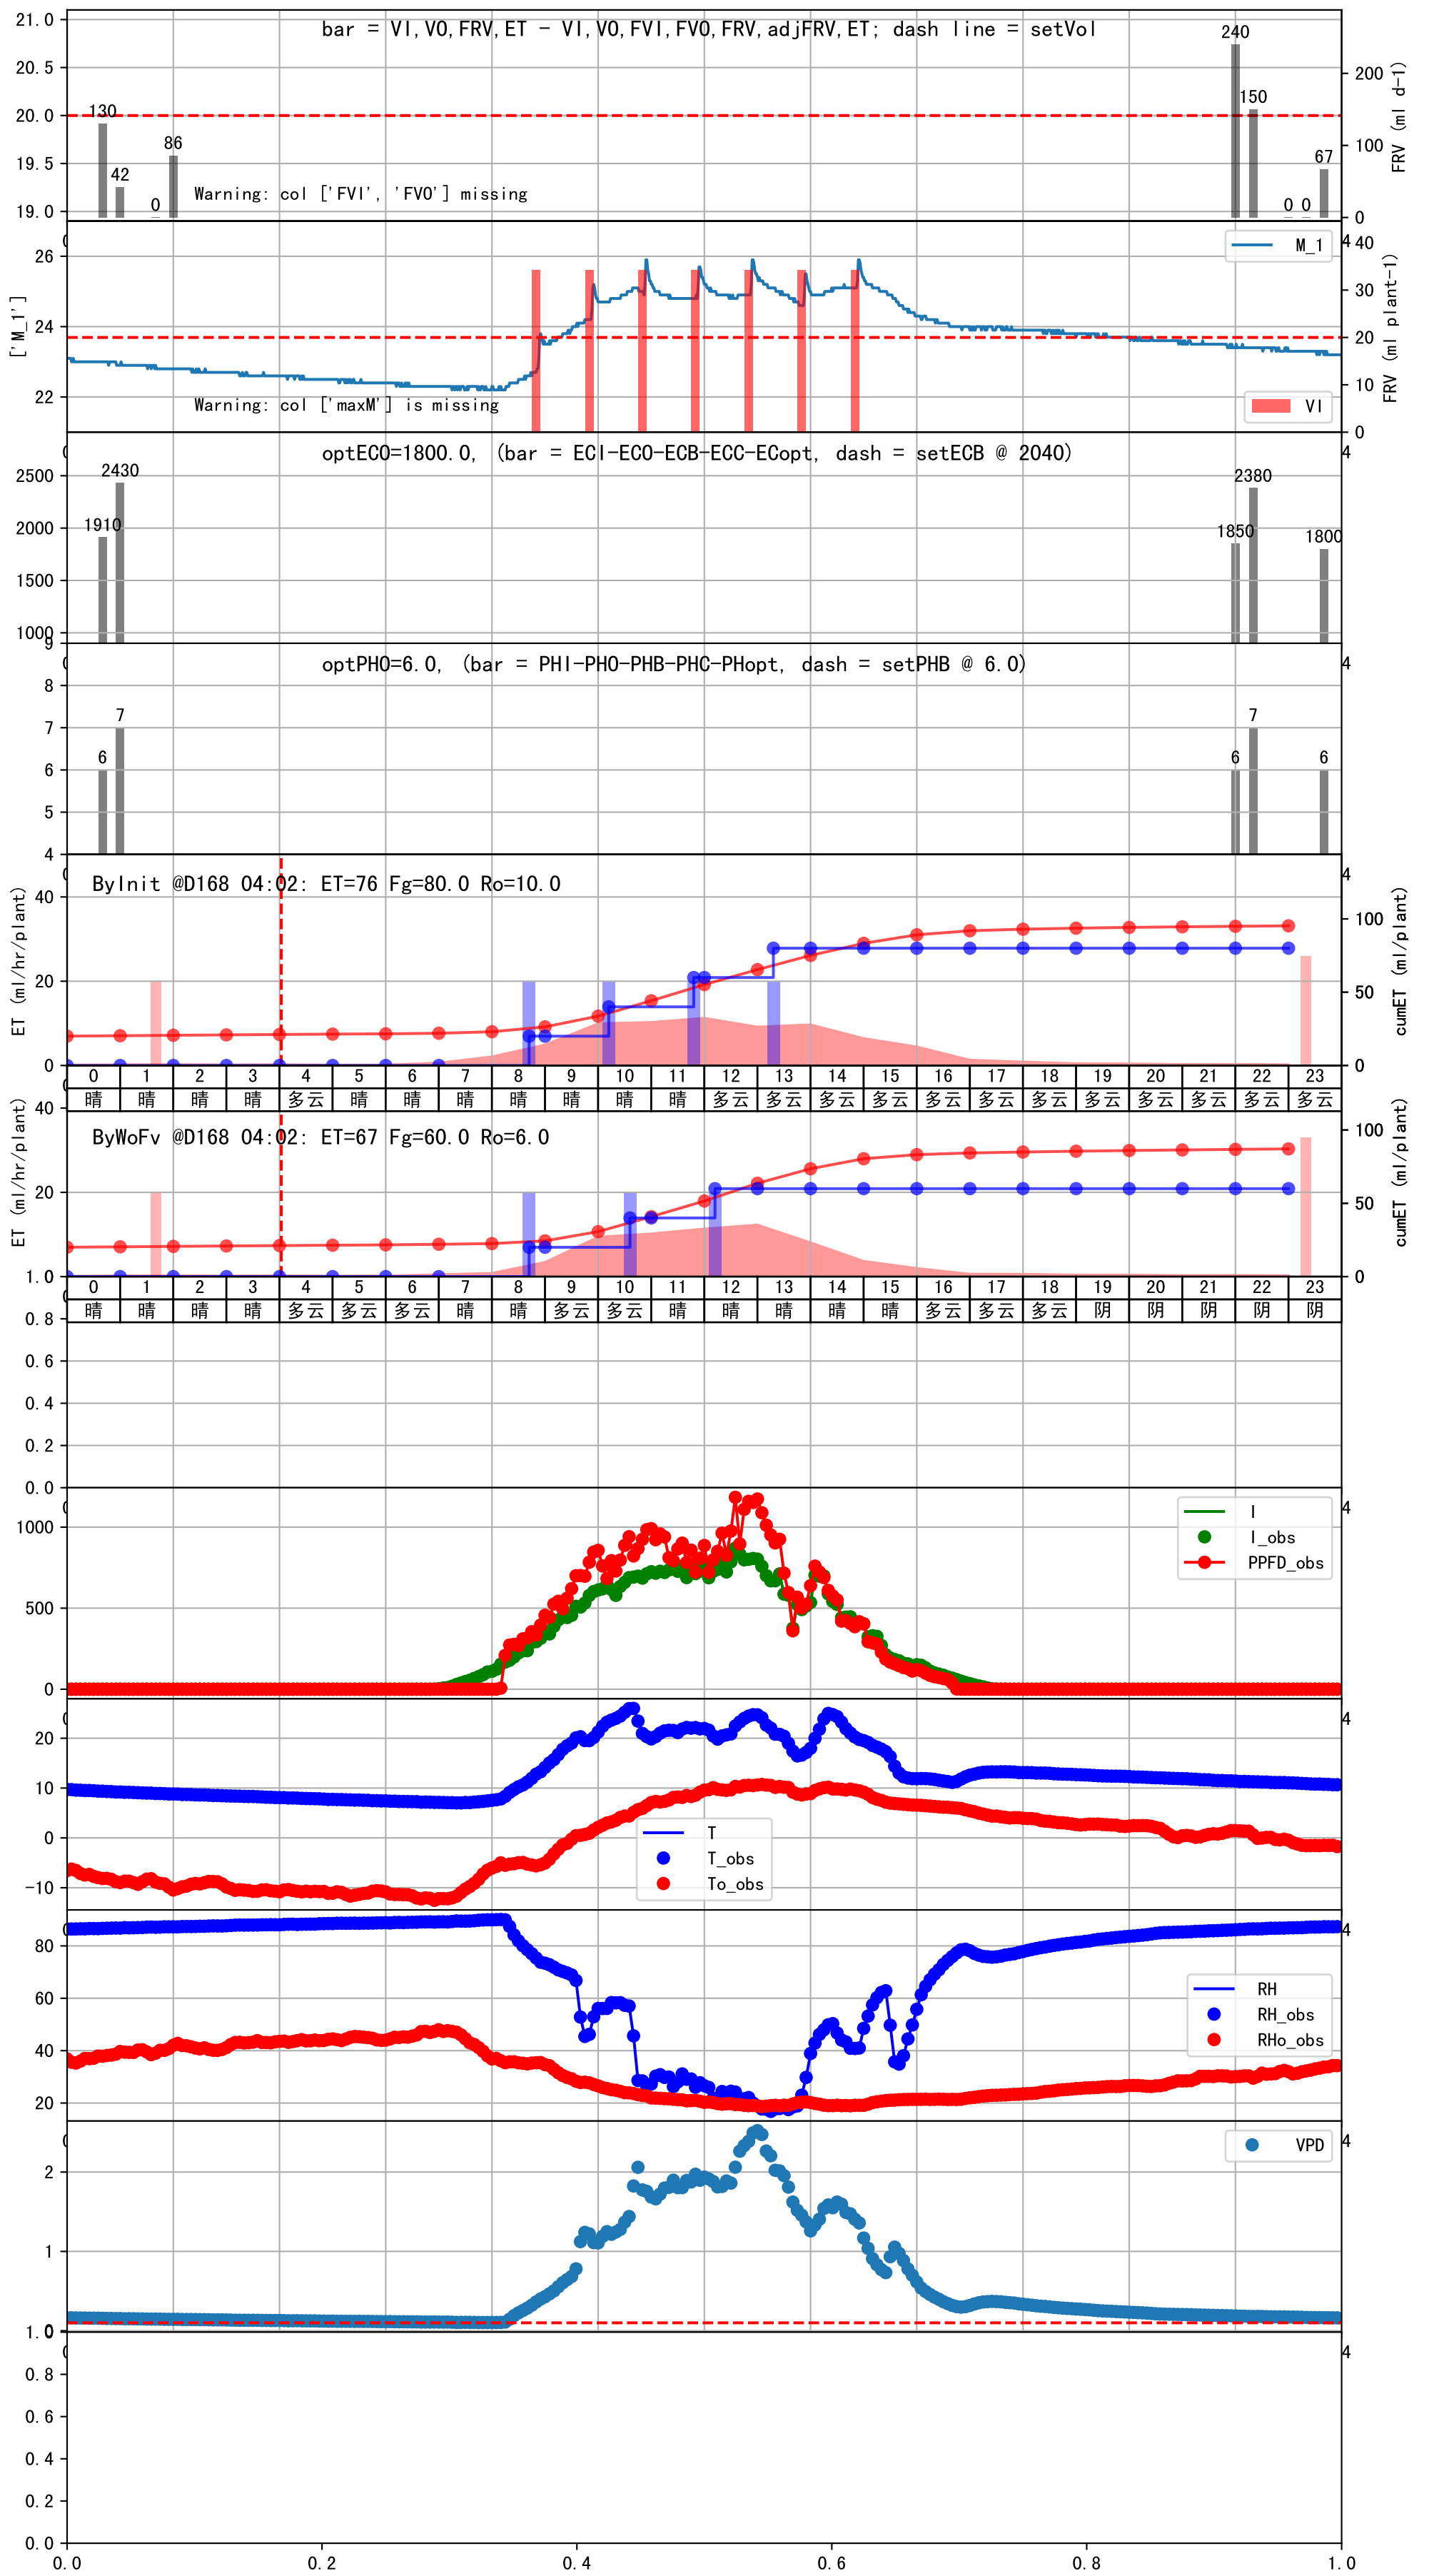 bar = VI,VO,FRV,ET - VI,VO,FVI,FVO,FRV,adjFRV,ET; dash line = setVol
21.0
20.5
20.0
19.5
19.0
130
42
0
86
240
150
0
0
67
200
100
0
FRV (ml d-1)
Warning: col ['FVI', 'FVO'] missing
4
M_1
26
24
22
['M_1']
40
30
20
10
0
FRV (ml plant-1)
VI
Warning: col ['maxM'] is missing
4
optECO=1800.0, (bar = ECI-ECO-ECB-ECC-ECopt, dash = setECB @ 2040)
2500
2000
1500
1000
1910
2430
1850
2380
1800
4
optPHO=6.0, (bar = PHI-PHO-PHB-PHC-PHopt, dash = setPHB @ 6.0)
9
8
7
6
5
4
6
7
6
7
6
4
ByInit @D168 04:02: ET=76 Fg=80.0 Ro=10.0
40
20
0
ET (ml/hr/plant)
100
50
0
cumET (ml/plant)
0 1 2 3 4 5 6 7 8 9 10 11 12 13 14 15 16 17 18 19 20 21 22 23
晴 晴 晴 晴 多云 晴 晴 晴 晴 晴 晴 晴 多云 多云 多云 多云 多云 多云 多云 多云 多云 多云 多云 多云
ByWoFv @D168 04:02: ET=67 Fg=60.0 Ro=6.0
40
20
ET (ml/hr/plant)
100
50
0
cumET (ml/plant)
0 1 2 3 4 5 6 7 8 9 10 11 12 13 14 15 16 17 18 19 20 21 22 23
晴 晴 晴 晴 多云 多云 多云 晴 晴 多云 多云 晴 晴 晴 晴 晴 多云 多云 多云 阴 阴 阴 阴 阴
1.0
0.8
0.6
0.4
0.2
0.0
4
I
I_obs
PPFD_obs
1000
500
0
4
20
10
0
-10
T
T_obs
To_obs
4
80
60
40
20
RH
RH_obs
RHo_obs
4
VPD
2
1
0
4
1.0
0.8
0.6
0.4
0.2
0.0
0.0 0.2 0.4 0.6 0.8 1.0